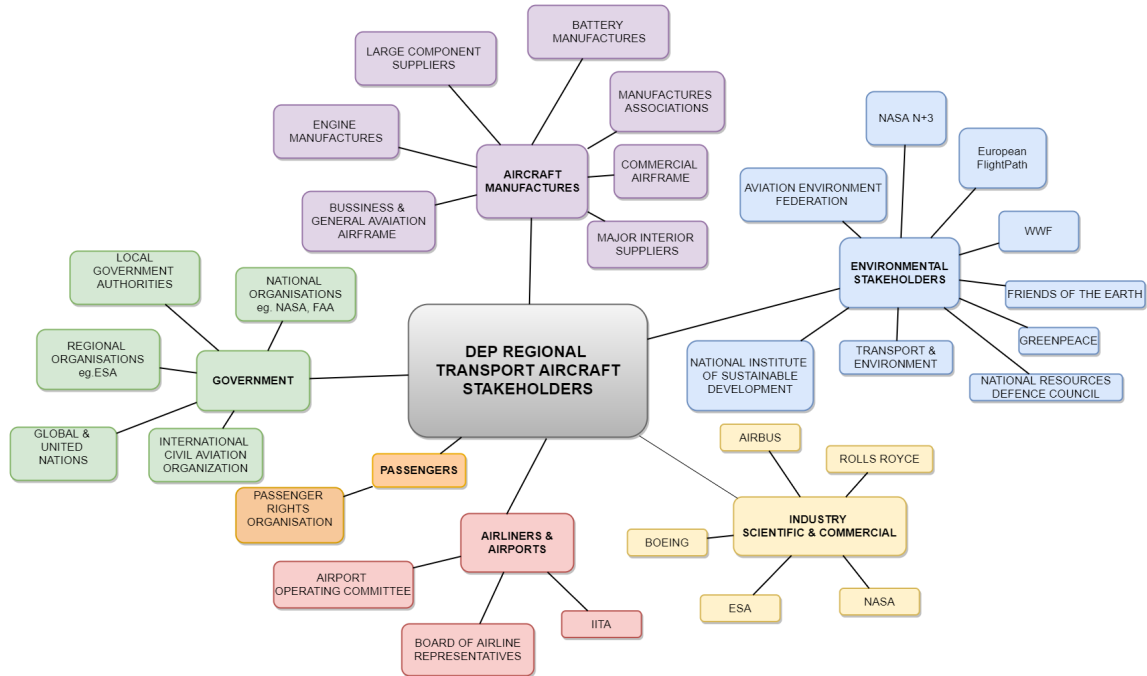 BATTERY
MANUFACTURES
LARGE COMPONENT
SUPPLIERS
MANUFACTURES
ASSOCIATIONS
ENGINE
MANUFACTURES
AIRCRAFT
MANUFACTURES
COMMERCIAL
AIRFRAME
BUSSINESS &
GENERAL AVAIATION
AIRFRAME
MAJOR INTERIOR
SUPPLIERS
NASA N+3
European
FlightPath
AVIATION ENVIRONMENT
FEDERATION
WWF
ENVIRONMENTAL
STAKEHOLDERS
FRIENDS OF THE EARTH
GREENPEACE
NATIONAL RESOURCES
DEFENCE COUNCIL
TRANSPORT &
ENVIRONMENT
NATIONAL INSTITUTE
OF SUSTAINABLE
DEVELOPMENT
LOCAL
GOVERNMENT
AUTHORITIES
NATIONAL
ORGANISATIONS
eg. NASA, FAA
REGIONAL
ORGANISATIONS
eg.ESA
GOVERNMENT
GLOBAL &
UNITED
NATIONS
INTERNATIONAL
CIVIL AVIATION
ORGANIZATION
DEP REGIONAL
TRANSPORT AIRCRAFT
STAKEHOLDERS
PASSENGERS
PASSENGER
RIGHTS
ORGANISATION
AIRLINERS &
AIRPORTS
AIRPORT
OPERATING COMMITTEE
BOARD OF AIRLINE
REPRESENTATIVES
IITA
AIRBUS
ROLLS ROYCE
INDUSTRY
SCIENTIFIC & COMMERCIAL
BOEING
ESA
NASA